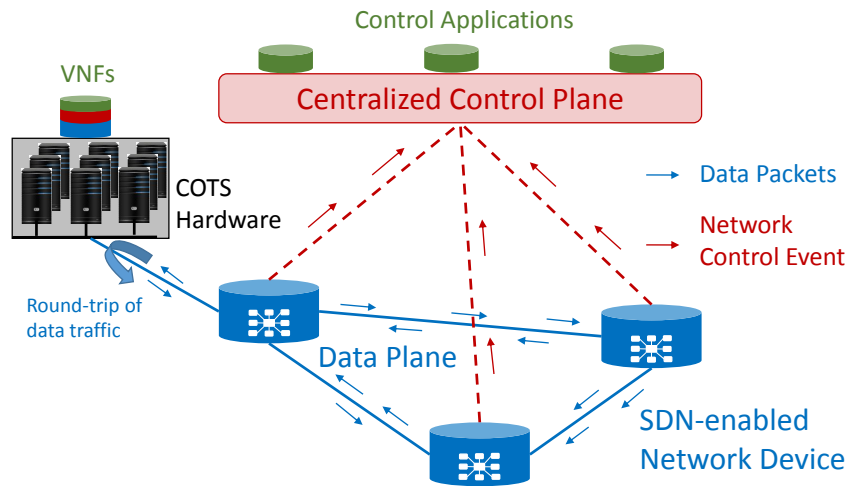 Control Applications
VNFs
Centralized Control Plane
COTS
Hardware
Data Packets
Network
Control Event
Round-trip of
data traffic
Data Plane
SDN-enabled
Network Device